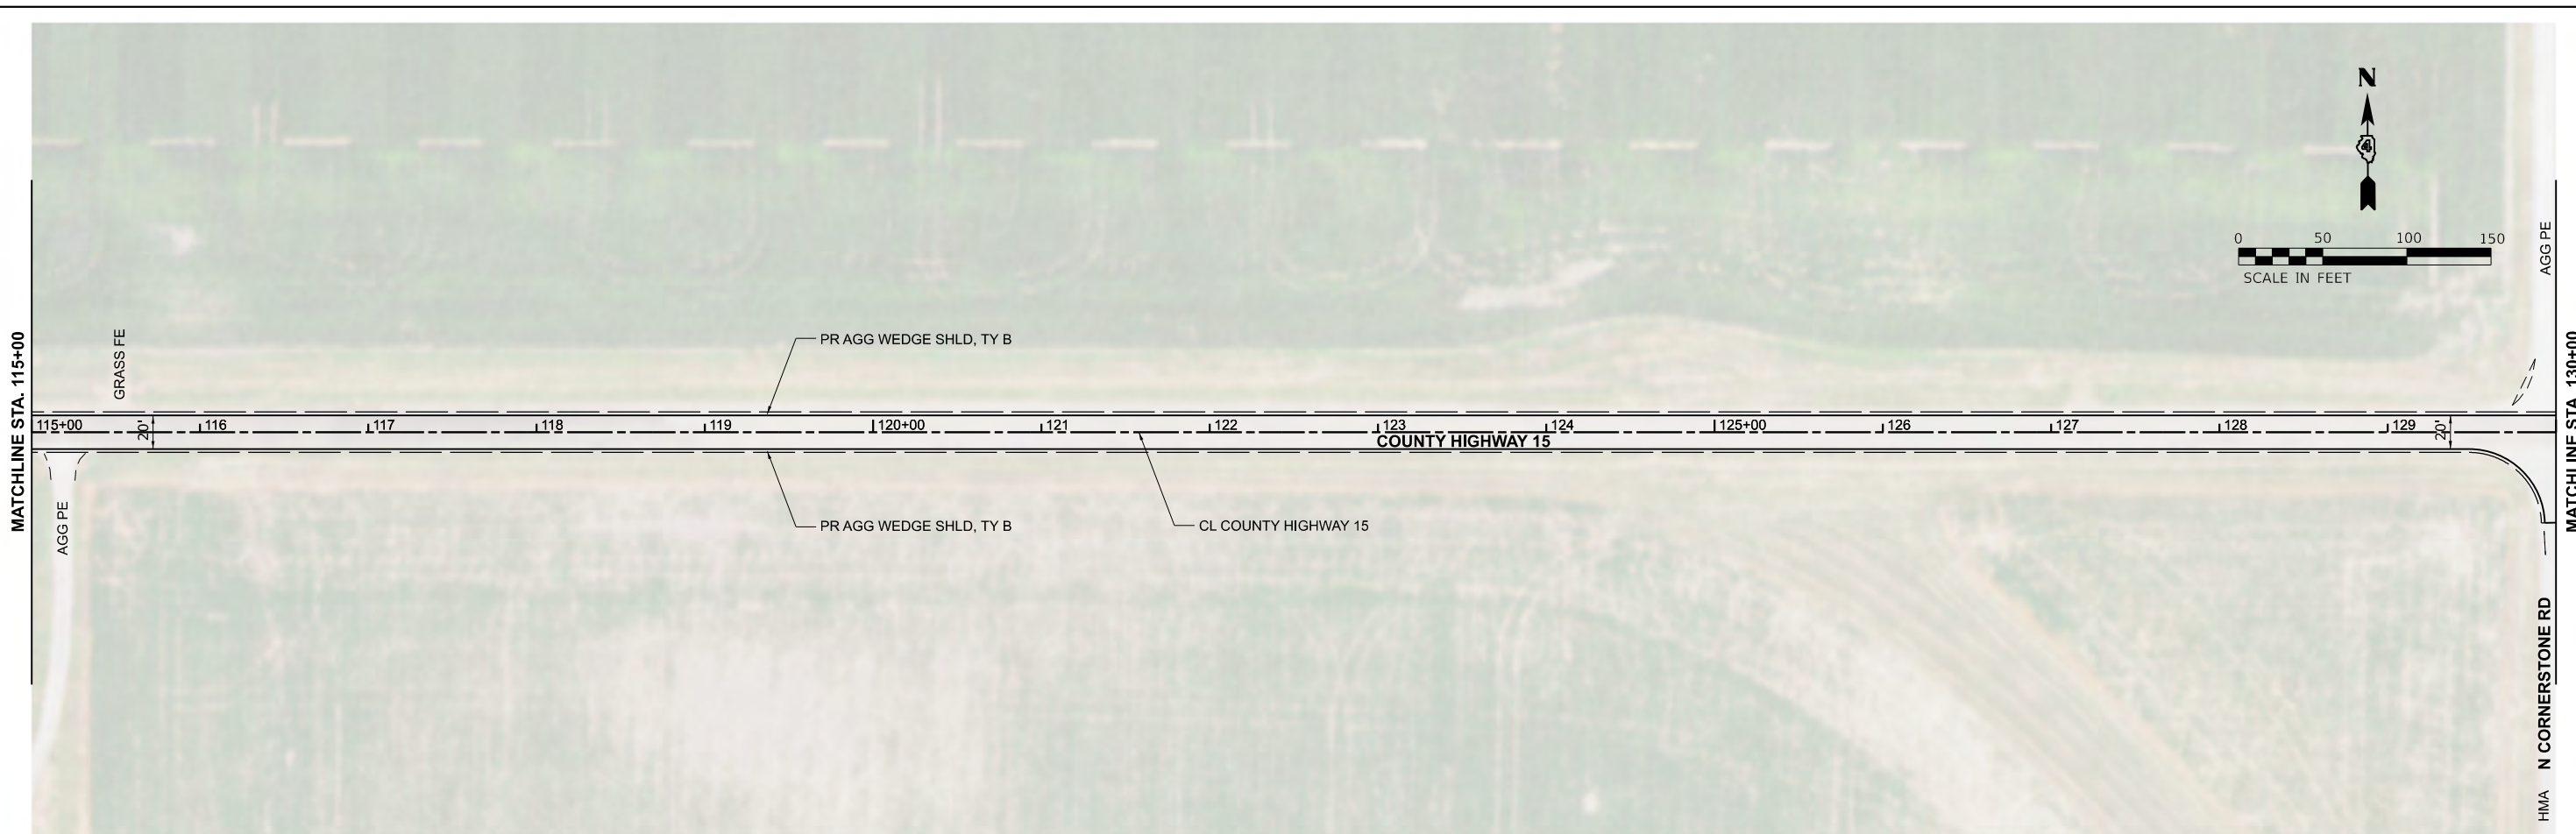 N
4
0 50 100 150
SCALE IN FEET
AGG PE
MATCHLINE STA. 115+00
GRASS FE
PR AGG WEDGE SHLD, TY B
MATCHLINE STA. 130+00
115+00 116 117 118 119 120+00 121 122 123 124 125+00 126 127 128 129
20'
20'
COUNTY HIGHWAY 15
AGG PE
PR AGG WEDGE SHLD, TY B
CL COUNTY HIGHWAY 15
HMA N CORNERSTONE RD